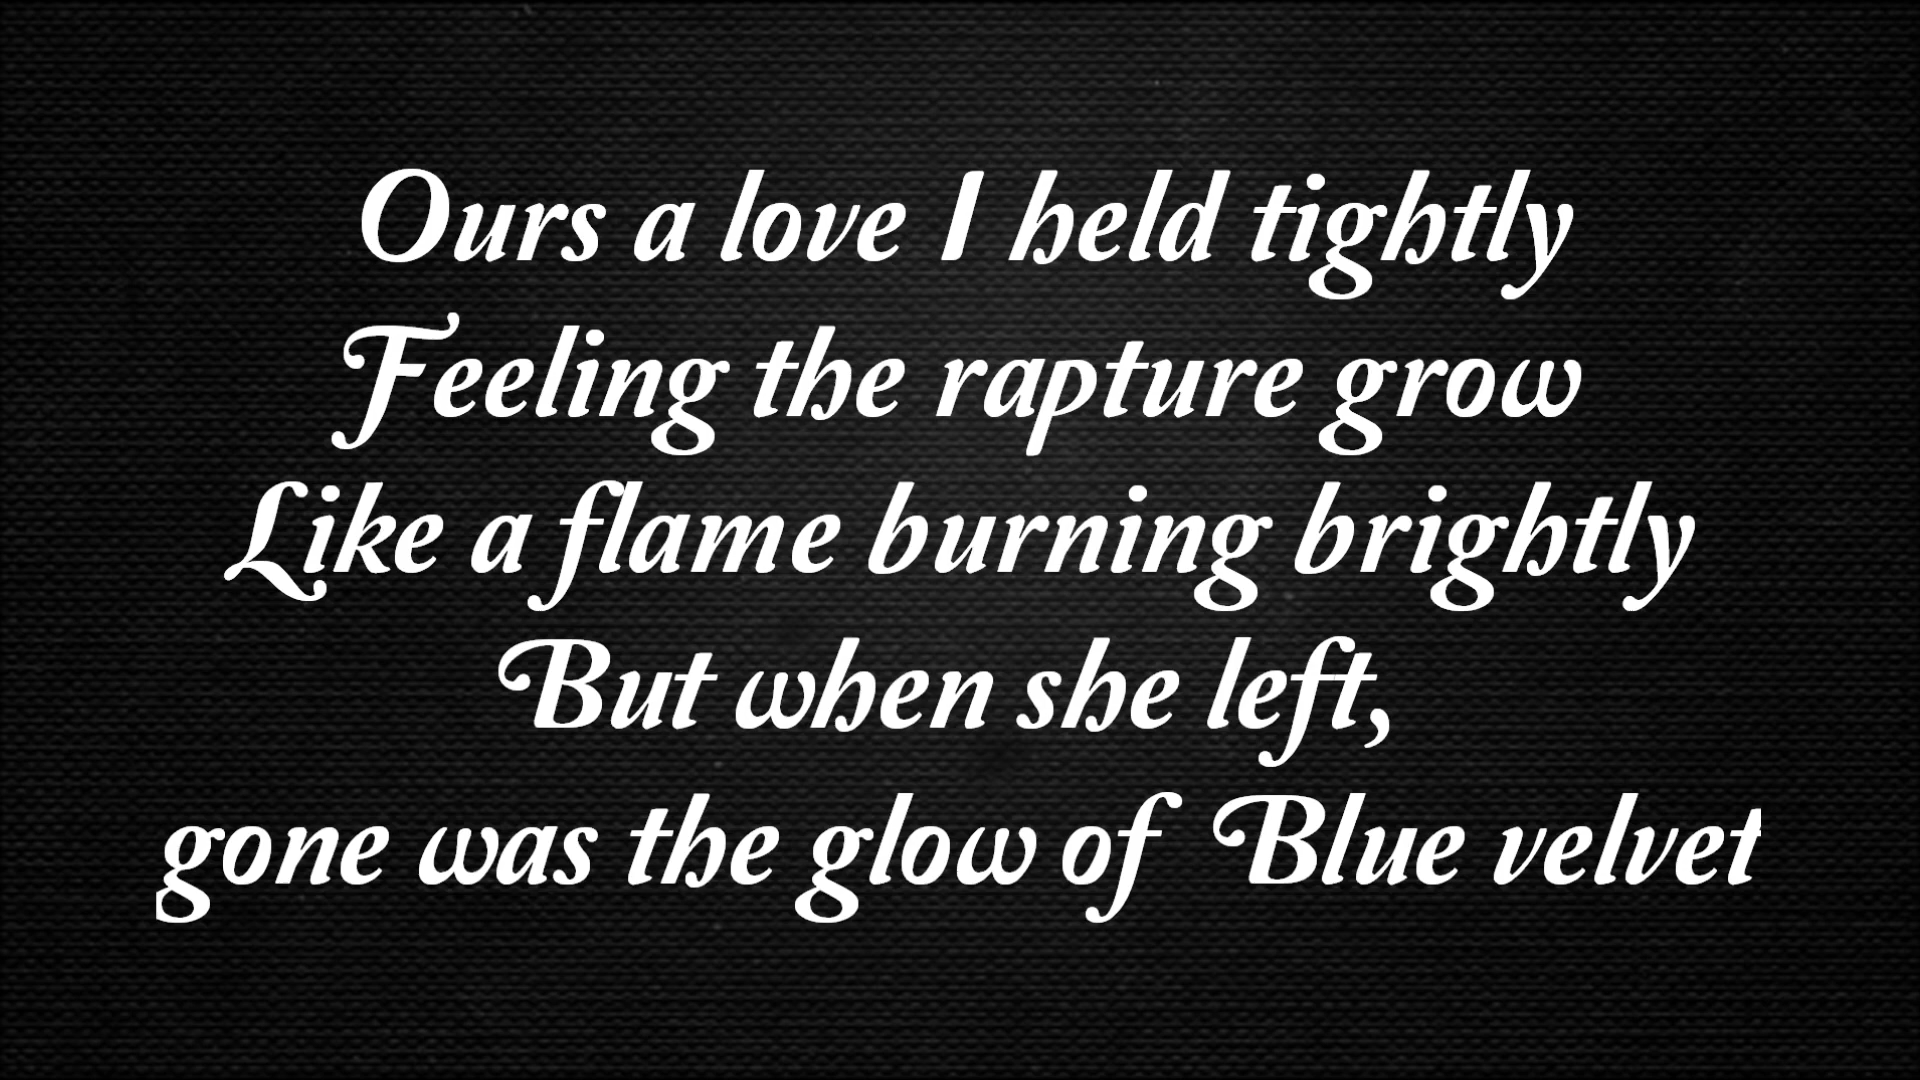 Ours a love I held tightly
Feeling the rapture grow
Like a flame burning brightly
But when she left,
gone was the glow of Blue velvet